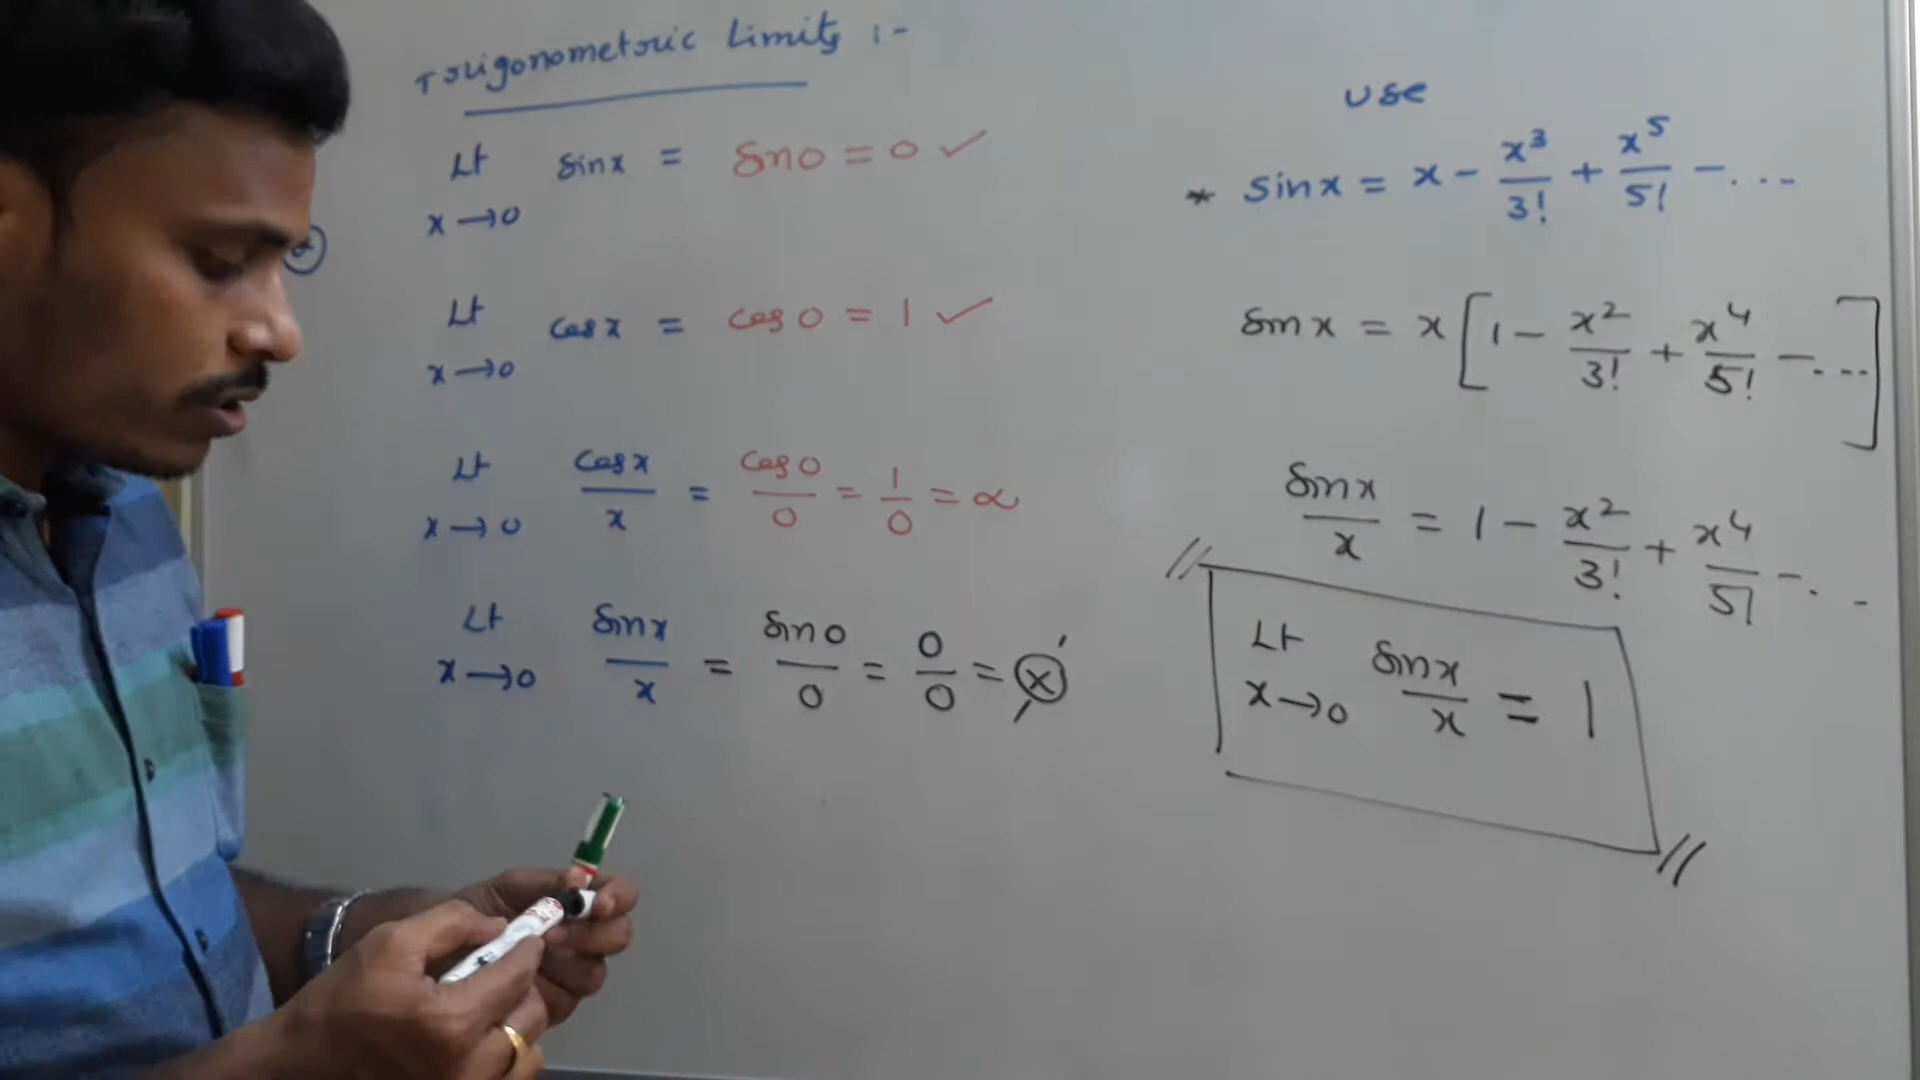 Trigonometric Limits :-
Lt x→0 sinx = sin0 = 0 ✓
Lt x→0 cosx = cos0 = 1 ✓
Lt x→0 cosx/x = cos0/0 = 1/0 = ∝
Lt x→0 sinx/x = sin0/0 = 0/0 = ⓧ
use
* sinx = x - x³/3! + x⁵/5! - ...
sinx = x [1 - x²/3! + x⁴/5! - ...]
sinx/x = 1 - x²/3! + x⁴/5! - ...
Lt x→0 sinx/x = 1